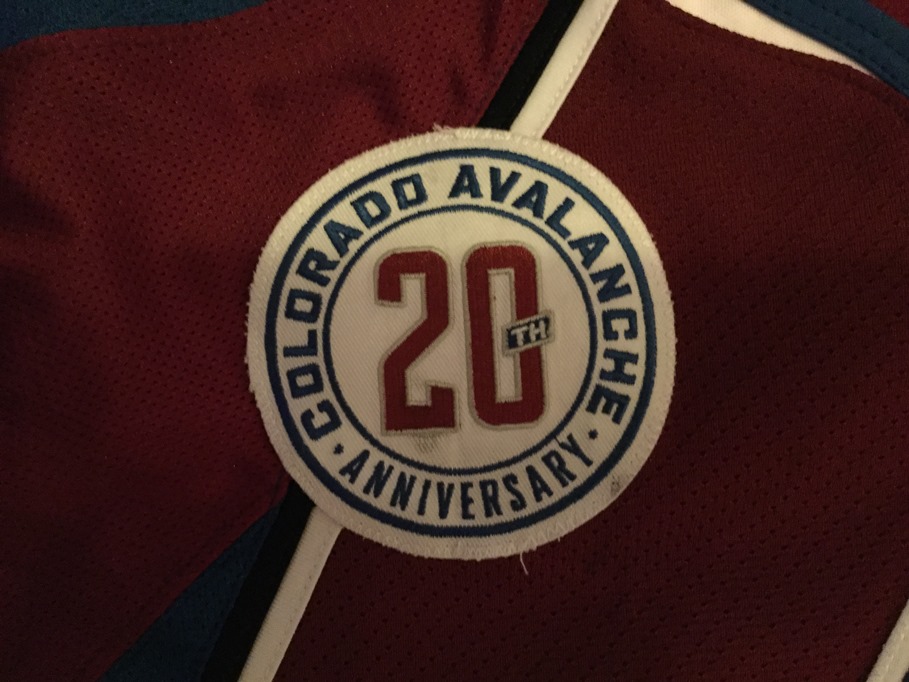 COLORADO AVALANCHE
20TH
· ANNIVERSARY ·